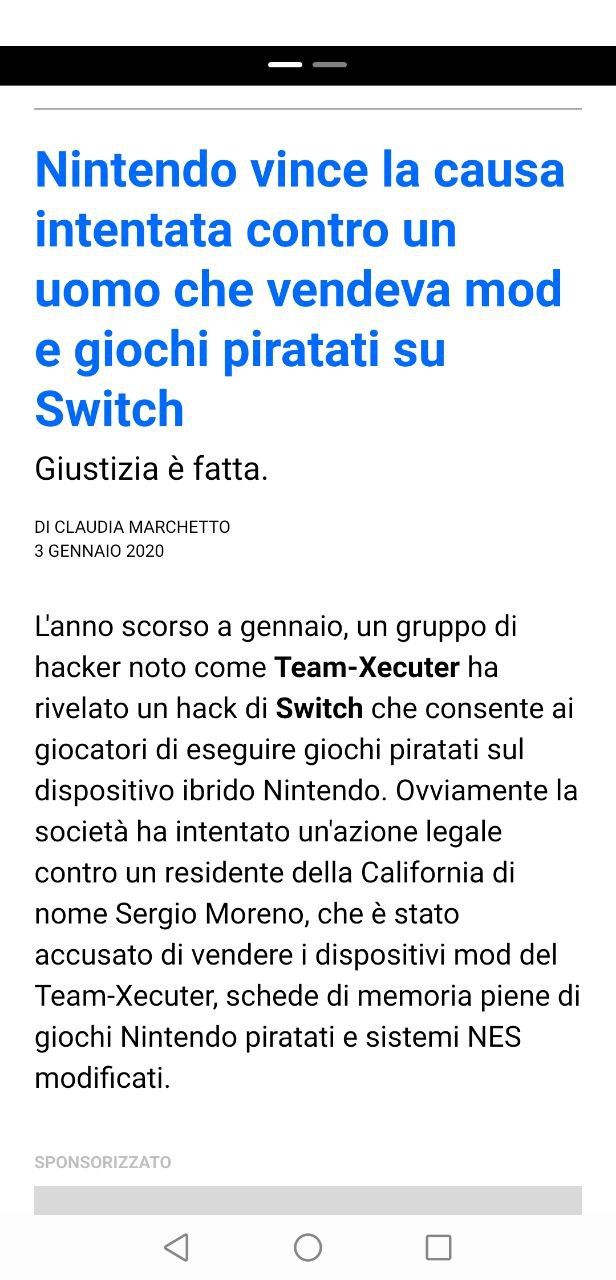 Nintendo vince la causa
intentata contro un
uomo che vendeva mod
e giochi piratati su
Switch
Giustizia è fatta.
DI CLAUDIA MARCHETTO
3 GENNAIO 2020
L'anno scorso a gennaio, un gruppo di
hacker noto come Team-Xecuter ha
rivelato un hack di Switch che consente ai
giocatori di eseguire giochi piratati sul
dispositivo ibrido Nintendo. Ovviamente la
società ha intentato un'azione legale
contro un residente della California di
nome Sergio Moreno, che è stato
accusato di vendere i dispositivi mod del
Team-Xecuter, schede di memoria piene di
giochi Nintendo piratati e sistemi NES
modificati.
SPONSORIZZATO